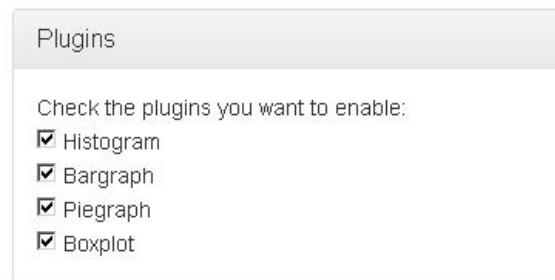 Plugins
Check the plugins you want to enable:
Histogram
Bargraph
Piegraph
Boxplot